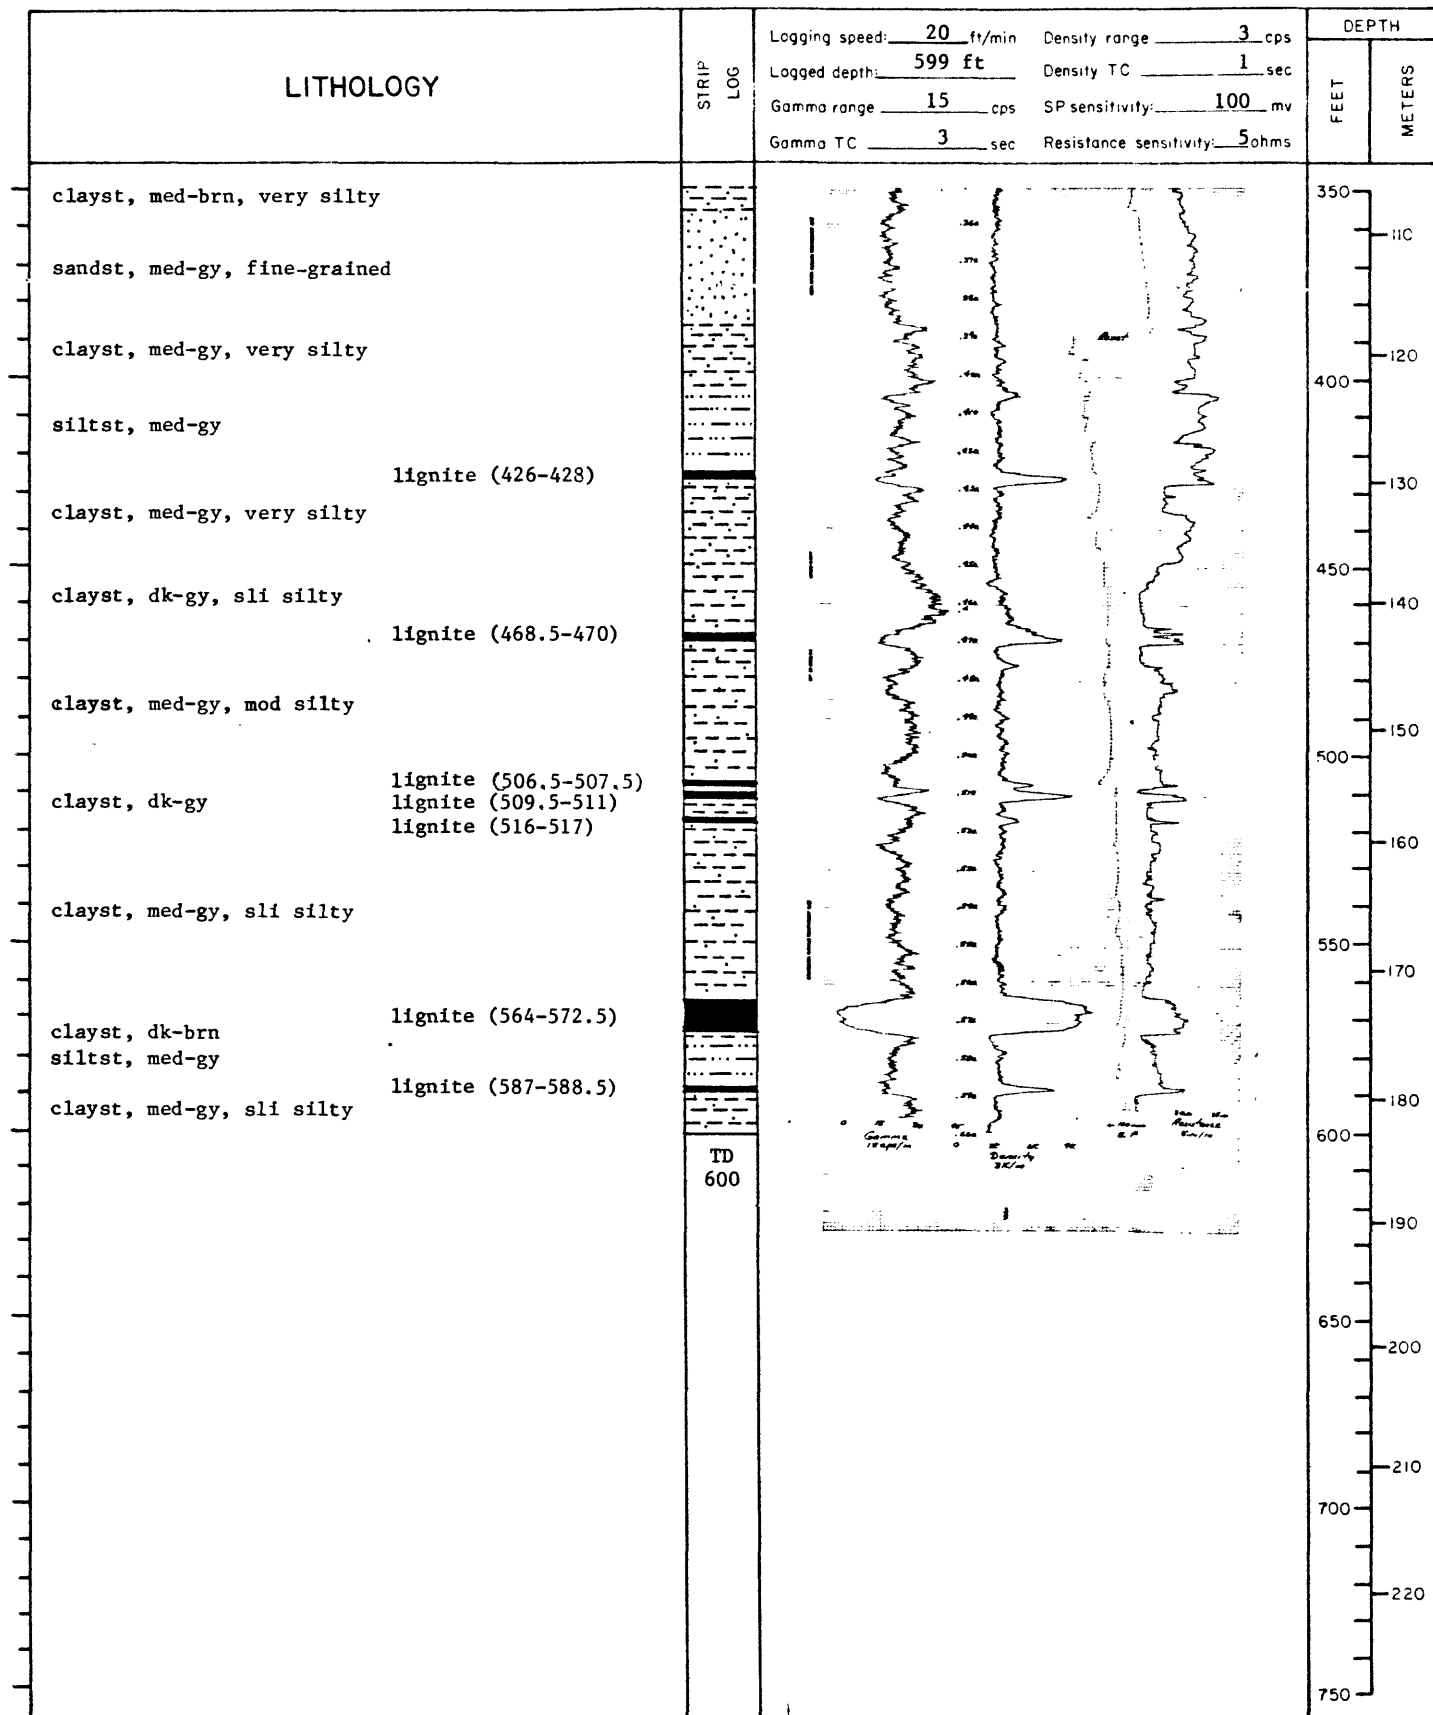 LITHOLOGY
STRIP LOG
Logging speed: 20 ft/min
Logged depth: 599 ft
Gamma range 15 cps
Gamma TC 3 sec
Density range 3 cps
Density TC 1 sec
SP sensitivity: 100 mv
Resistance sensitivity: 5 ohms
DEPTH
FEET
METERS
clayst, med-brn, very silty
sandst, med-gy, fine-grained
clayst, med-gy, very silty
siltst, med-gy
lignite (426-428)
clayst, med-gy, very silty
clayst, dk-gy, sli silty
lignite (468.5-470)
clayst, med-gy, mod silty
lignite (506.5-507.5)
clayst, dk-gy
lignite (509.5-511)
lignite (516-517)
clayst, med-gy, sli silty
lignite (564-572.5)
clayst, dk-brn
siltst, med-gy
lignite (587-588.5)
clayst, med-gy, sli silty
TD
600
Gamma
Density
3K/in
Resistance
350
400
450
500
550
600
650
700
750
110
120
130
140
150
160
170
180
190
200
210
220